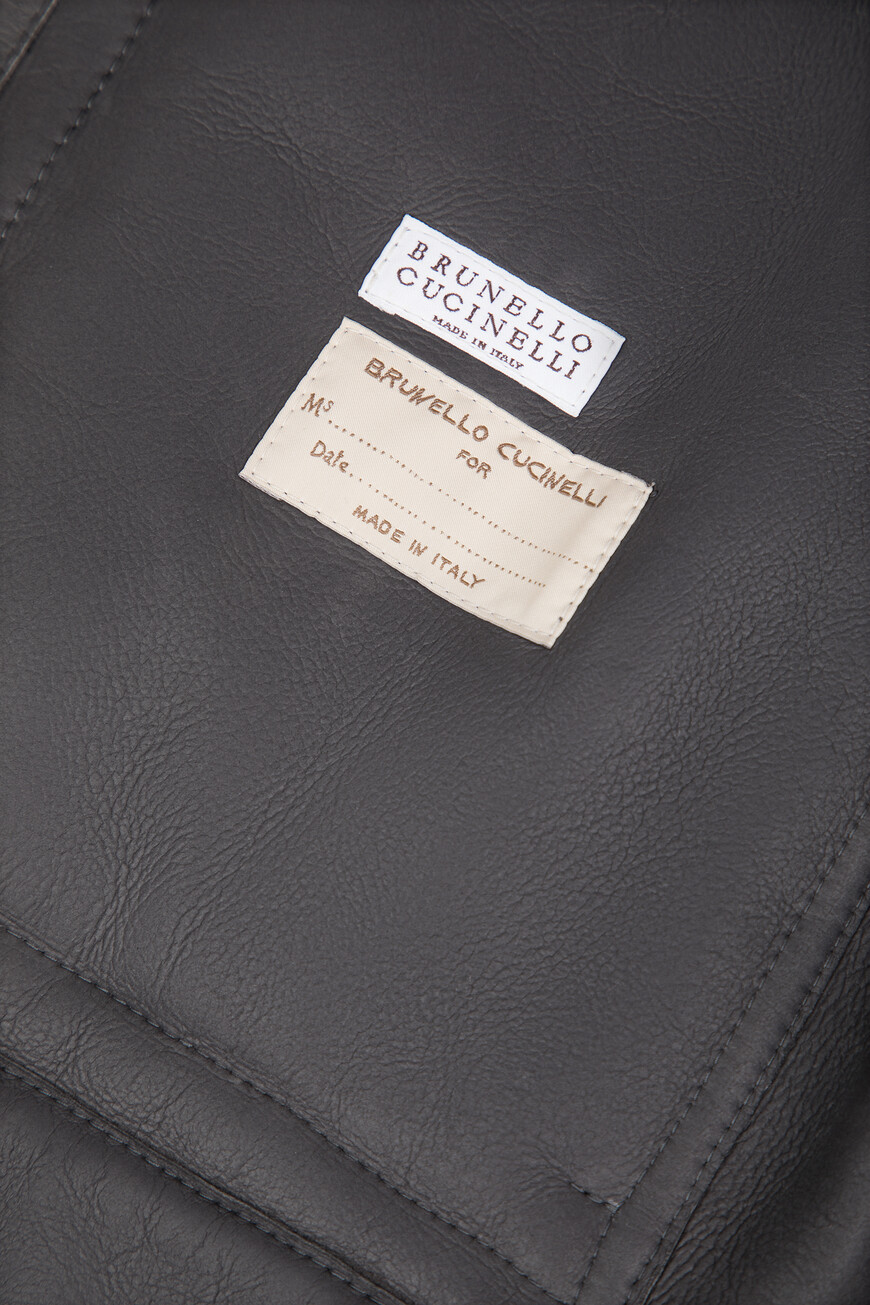 BRUNELLO
CUCINELLI
MADE IN ITALY
BRUNELLO CUCINELLI
FOR
Ms
Date
MADE IN ITALY